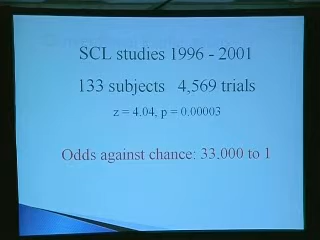 SCL studies 1996 - 2001
133 subjects 4,569 trials
z = 4.04, p = 0.00003
Odds against chance: 33,000 to 1